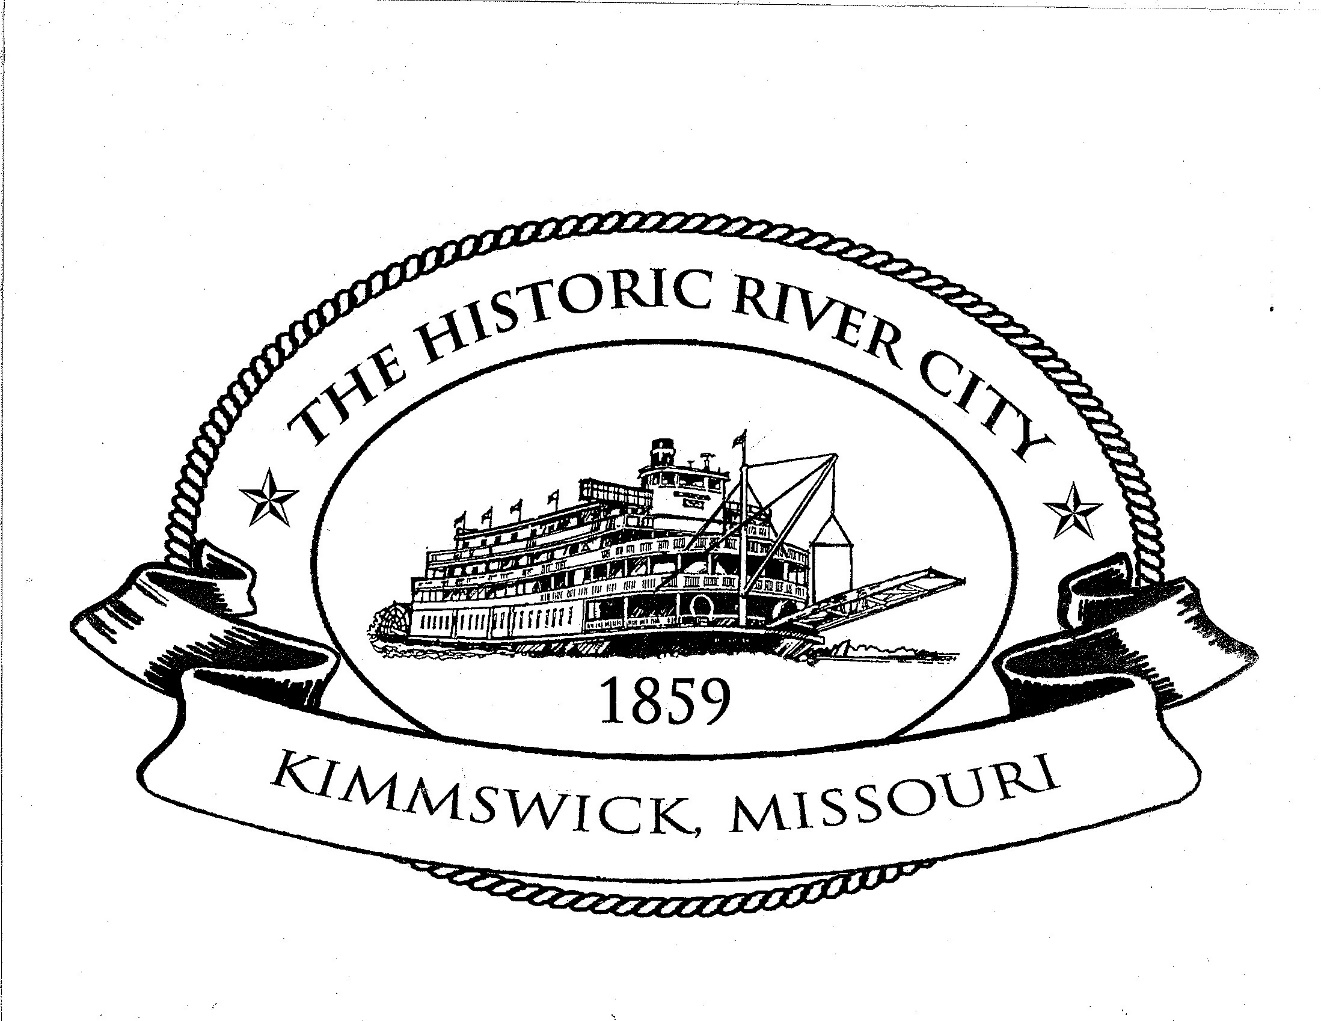 THE HISTORIC RIVER CITY
1859
KIMMSWICK, MISSOURI